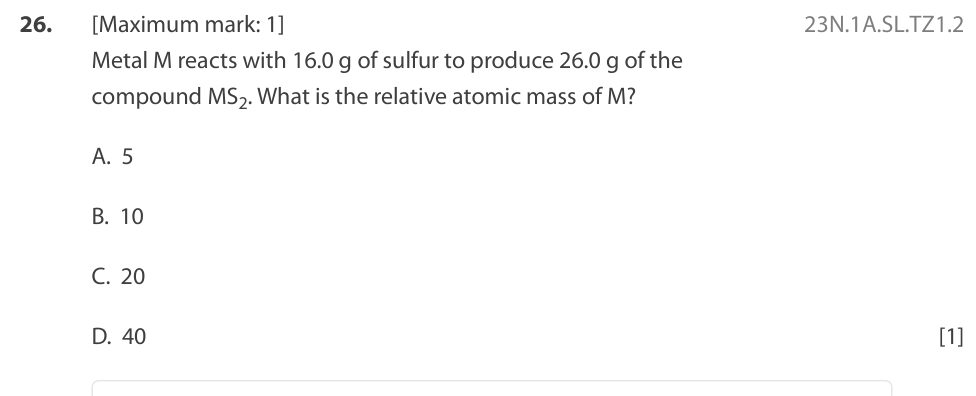 26. [Maximum mark: 1] 23N.1A.SL.TZ1.2
Metal M reacts with 16.0 g of sulfur to produce 26.0 g of the
compound MS₂. What is the relative atomic mass of M?
A. 5
B. 10
C. 20
D. 40 [1]